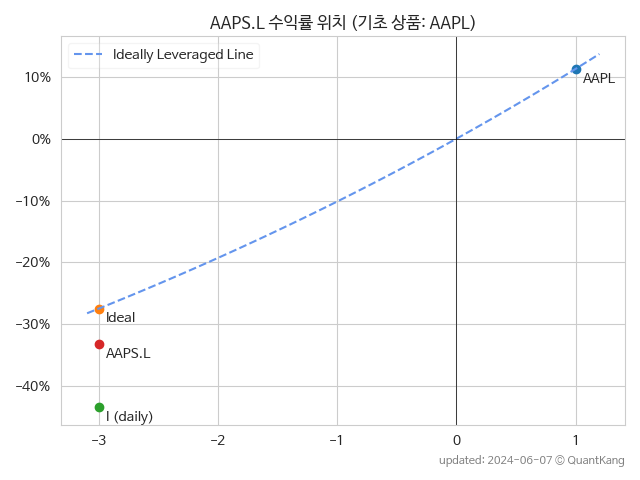 AAPS.L 수익률 위치 (기초 상품: AAPL)
Ideally Leveraged Line
10%
0%
−10%
−20%
−30%
−40%
AAPL
Ideal
AAPS.L
I (daily)
−3
−2
−1
0
1
updated: 2024-06-07 © QuantKang